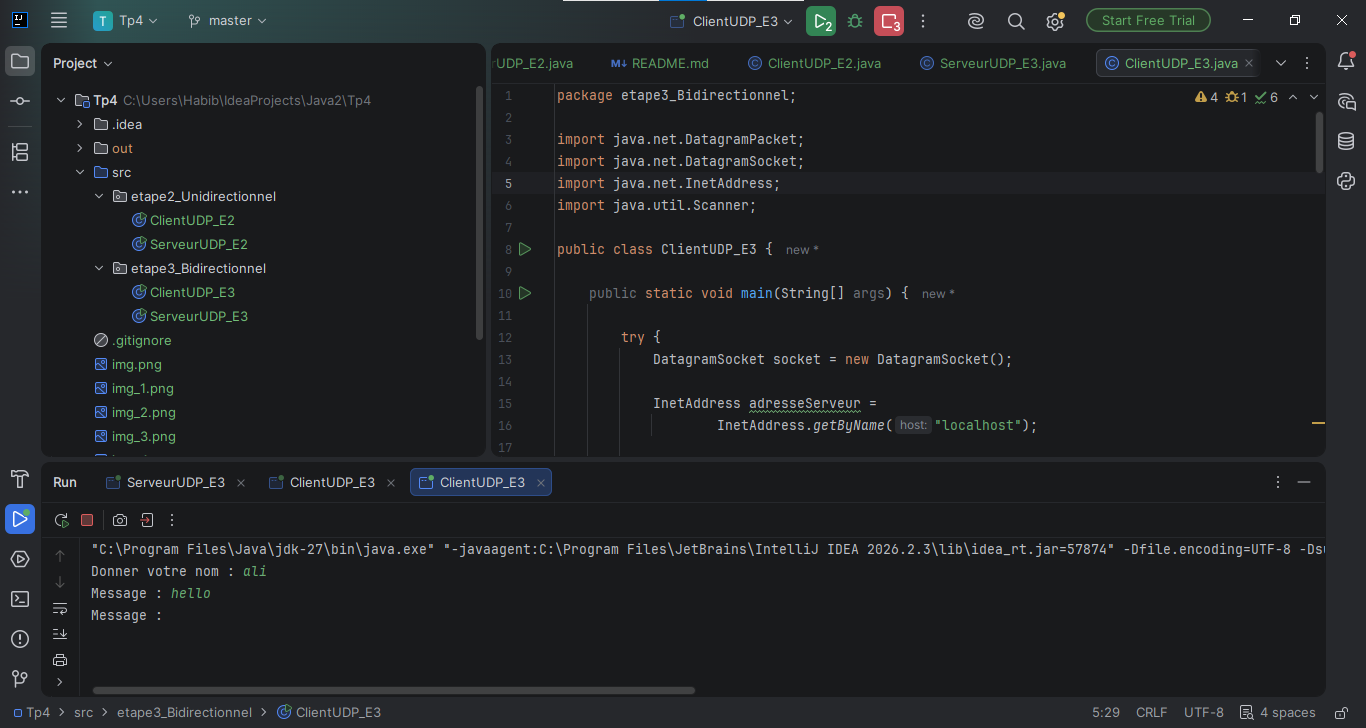 T Tp4 master ClientUDP_E3 2 3 Start Free Trial
Project
Tp4 C:\Users\Habib\IdeaProjects\Java2\Tp4
.idea
out
src
etape2_Unidirectionnel
ClientUDP_E2
ServeurUDP_E2
etape3_Bidirectionnel
ClientUDP_E3
ServeurUDP_E3
.gitignore
img.png
img_1.png
img_2.png
img_3.png
rUDP_E2.java README.md ClientUDP_E2.java ServeurUDP_E3.java ClientUDP_E3.java
4 1 6
1 package etape3_Bidirectionnel;
2
3 import java.net.DatagramPacket;
4 import java.net.DatagramSocket;
5 import java.net.InetAddress;
6 import java.util.Scanner;
7
8 public class ClientUDP_E3 { new *
9
10 public static void main(String[] args) { new *
11
12 try {
13 DatagramSocket socket = new DatagramSocket();
14
15 InetAddress adresseServeur =
16 InetAddress.getByName( host: "localhost");
17
Run ServeurUDP_E3 ClientUDP_E3 ClientUDP_E3
"C:\Program Files\Java\jdk-27\bin\java.exe" "-javaagent:C:\Program Files\JetBrains\IntelliJ IDEA 2026.2.3\lib\idea_rt.jar=57874" -Dfile.encoding=UTF-8 -Dsu
Donner votre nom : ali
Message : hello
Message :
Tp4 > src > etape3_Bidirectionnel > ClientUDP_E3 5:29 CRLF UTF-8 4 spaces